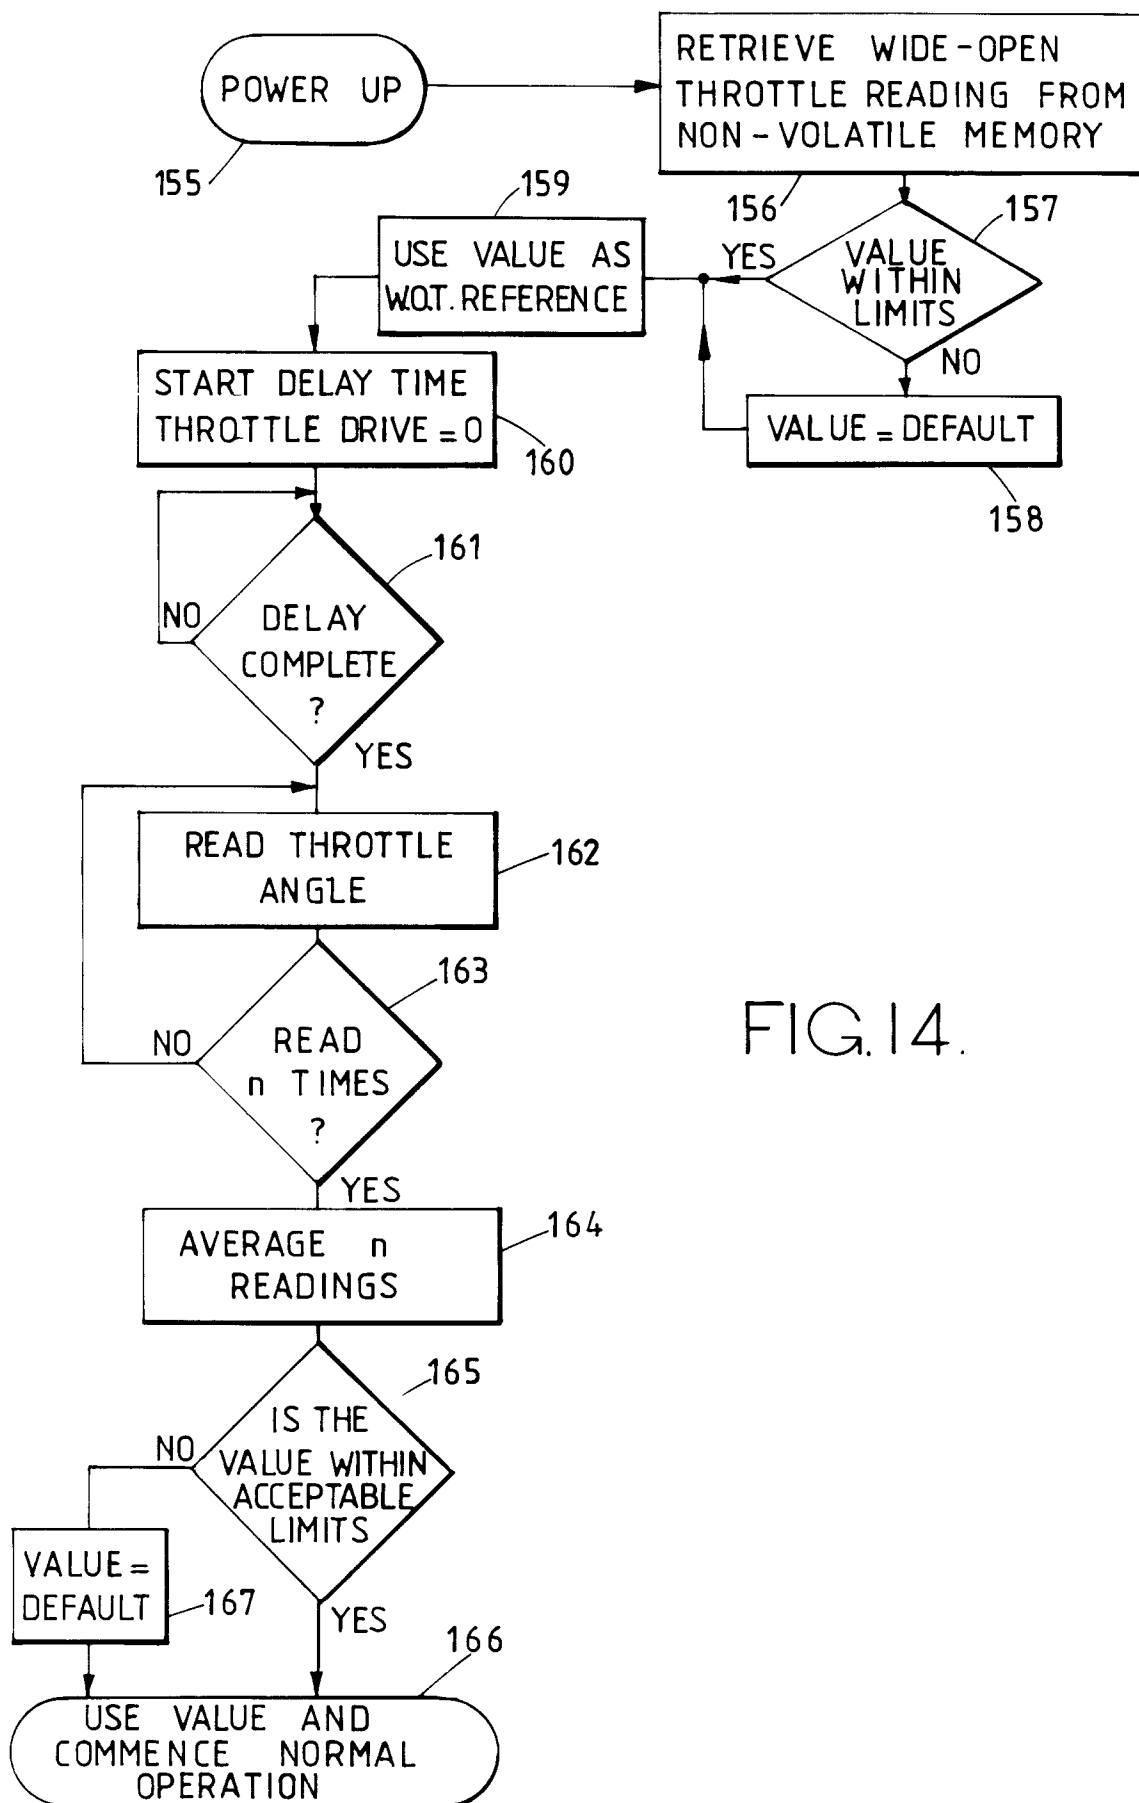 POWER UP
155
RETRIEVE WIDE-OPEN
THROTTLE READING FROM
NON-VOLATILE MEMORY
156
157
VALUE
WITHIN
LIMITS
YES
NO
VALUE = DEFAULT
158
159
USE VALUE AS
W.O.T. REFERENCE
START DELAY TIME
THROTTLE DRIVE = 0
160
161
DELAY
COMPLETE
?
NO
YES
READ THROTTLE
ANGLE
162
163
READ
n TIMES
?
NO
YES
FIG. 14.
AVERAGE n
READINGS
164
165
IS THE
VALUE WITHIN
ACCEPTABLE
LIMITS
NO
YES
VALUE =
DEFAULT
167
166
USE VALUE AND
COMMENCE NORMAL
OPERATION